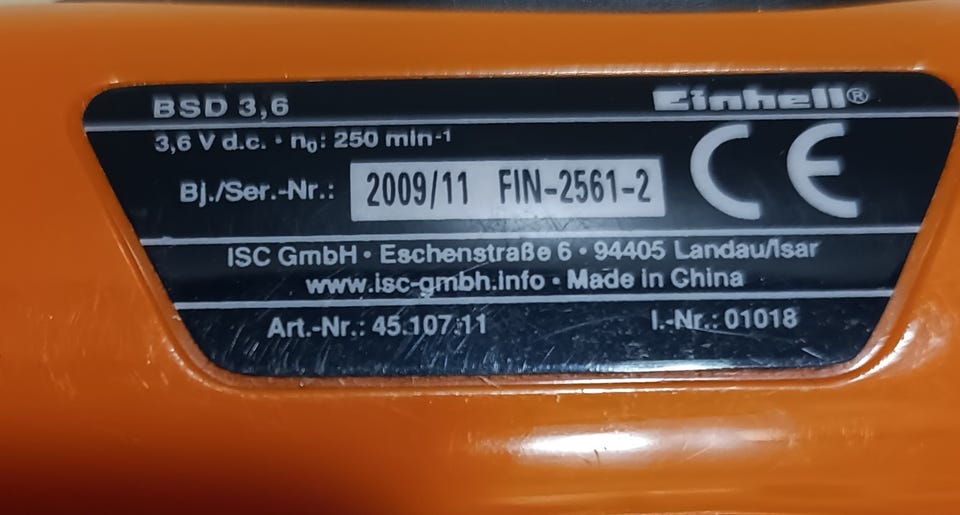 BSD 3,6 Einhell®
3,6 V d.c. • n₀: 250 min⁻¹
Bj./Ser.-Nr.: 2009/11 FIN-2561-2 CE
ISC GmbH • Eschenstraße 6 • 94405 Landau/Isar
www.isc-gmbh.info • Made in China
Art.-Nr.: 45.107.11 I.-Nr.: 01018